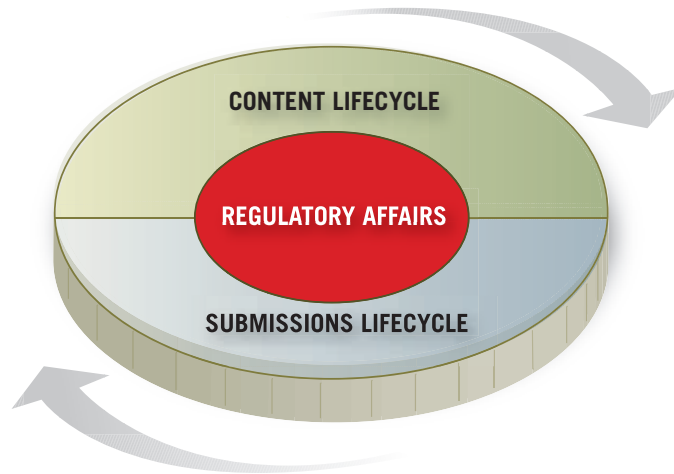 CONTENT LIFECYCLE
REGULATORY AFFAIRS
SUBMISSIONS LIFECYCLE